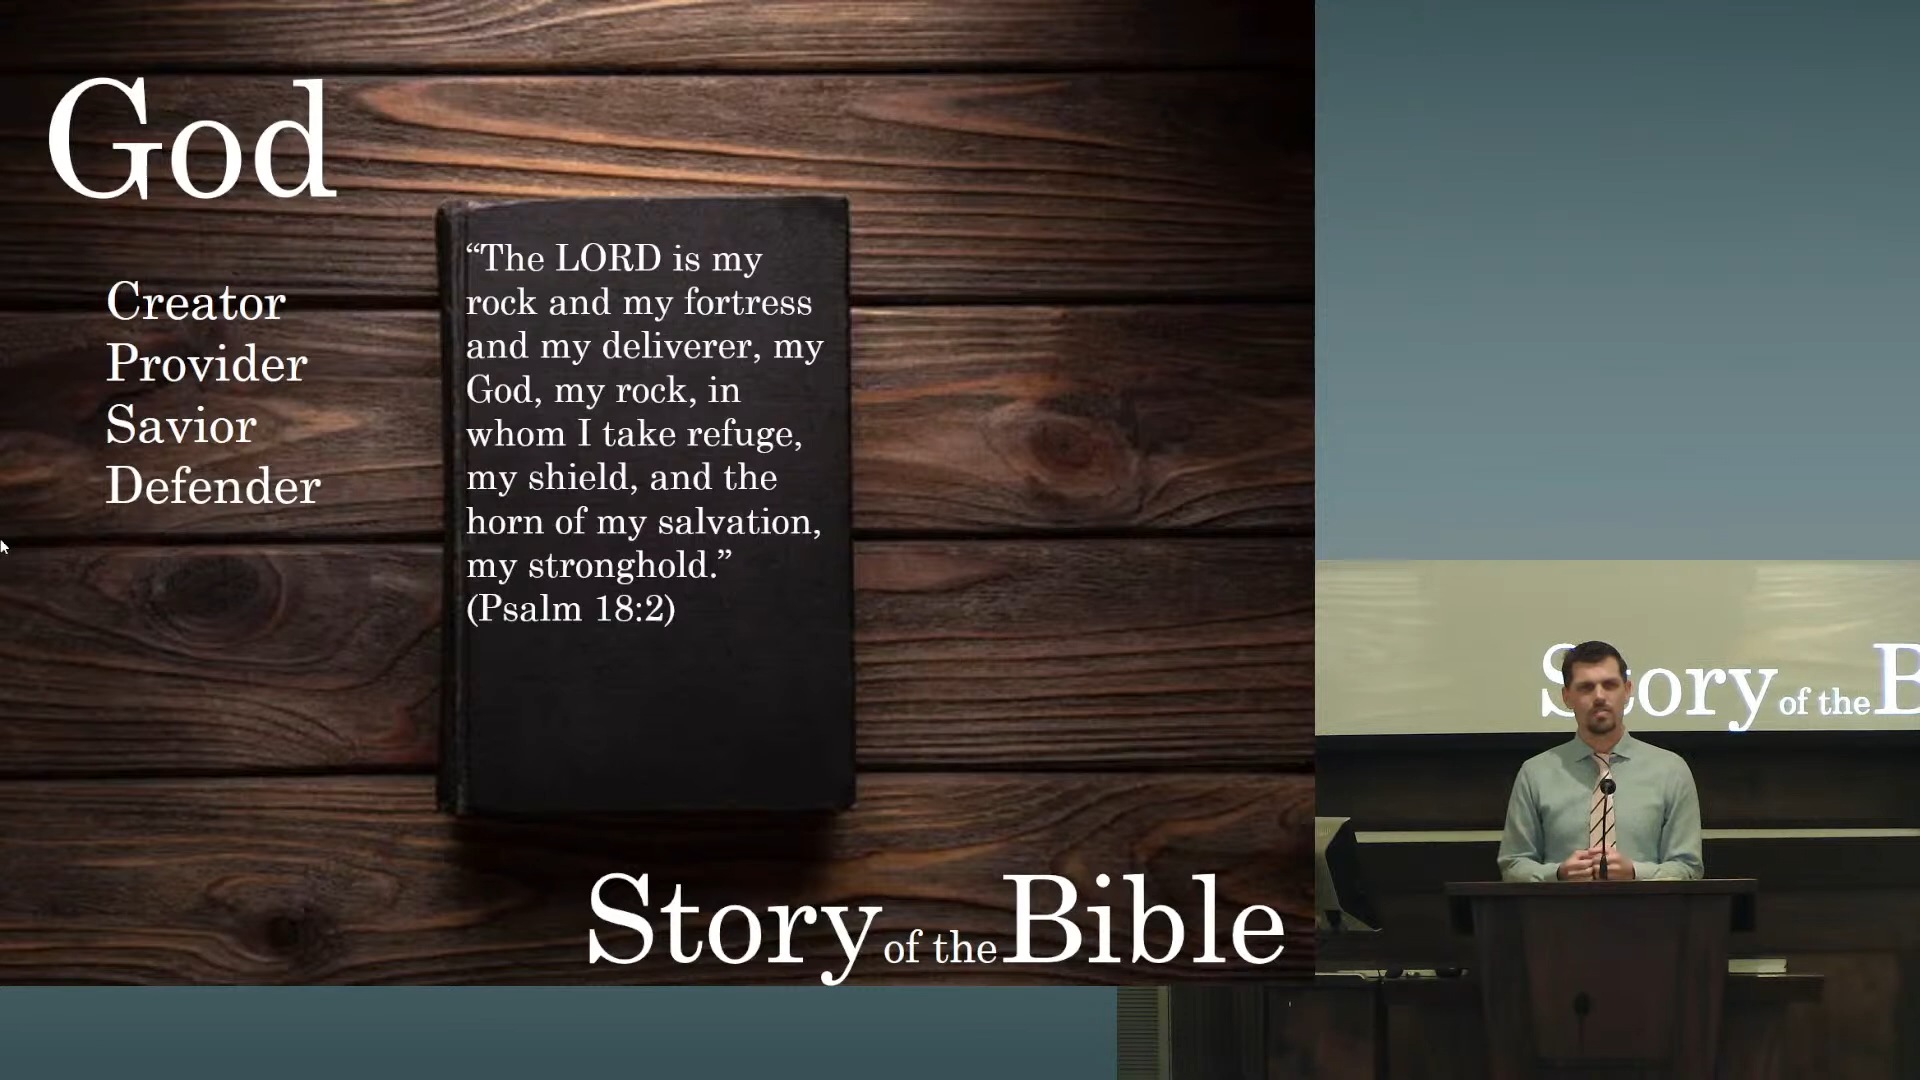 God
Creator
Provider
Savior
Defender
“The LORD is my
rock and my fortress
and my deliverer, my
God, my rock, in
whom I take refuge,
my shield, and the
horn of my salvation,
my stronghold.”
(Psalm 18:2)
Story of the Bible
Story of the B